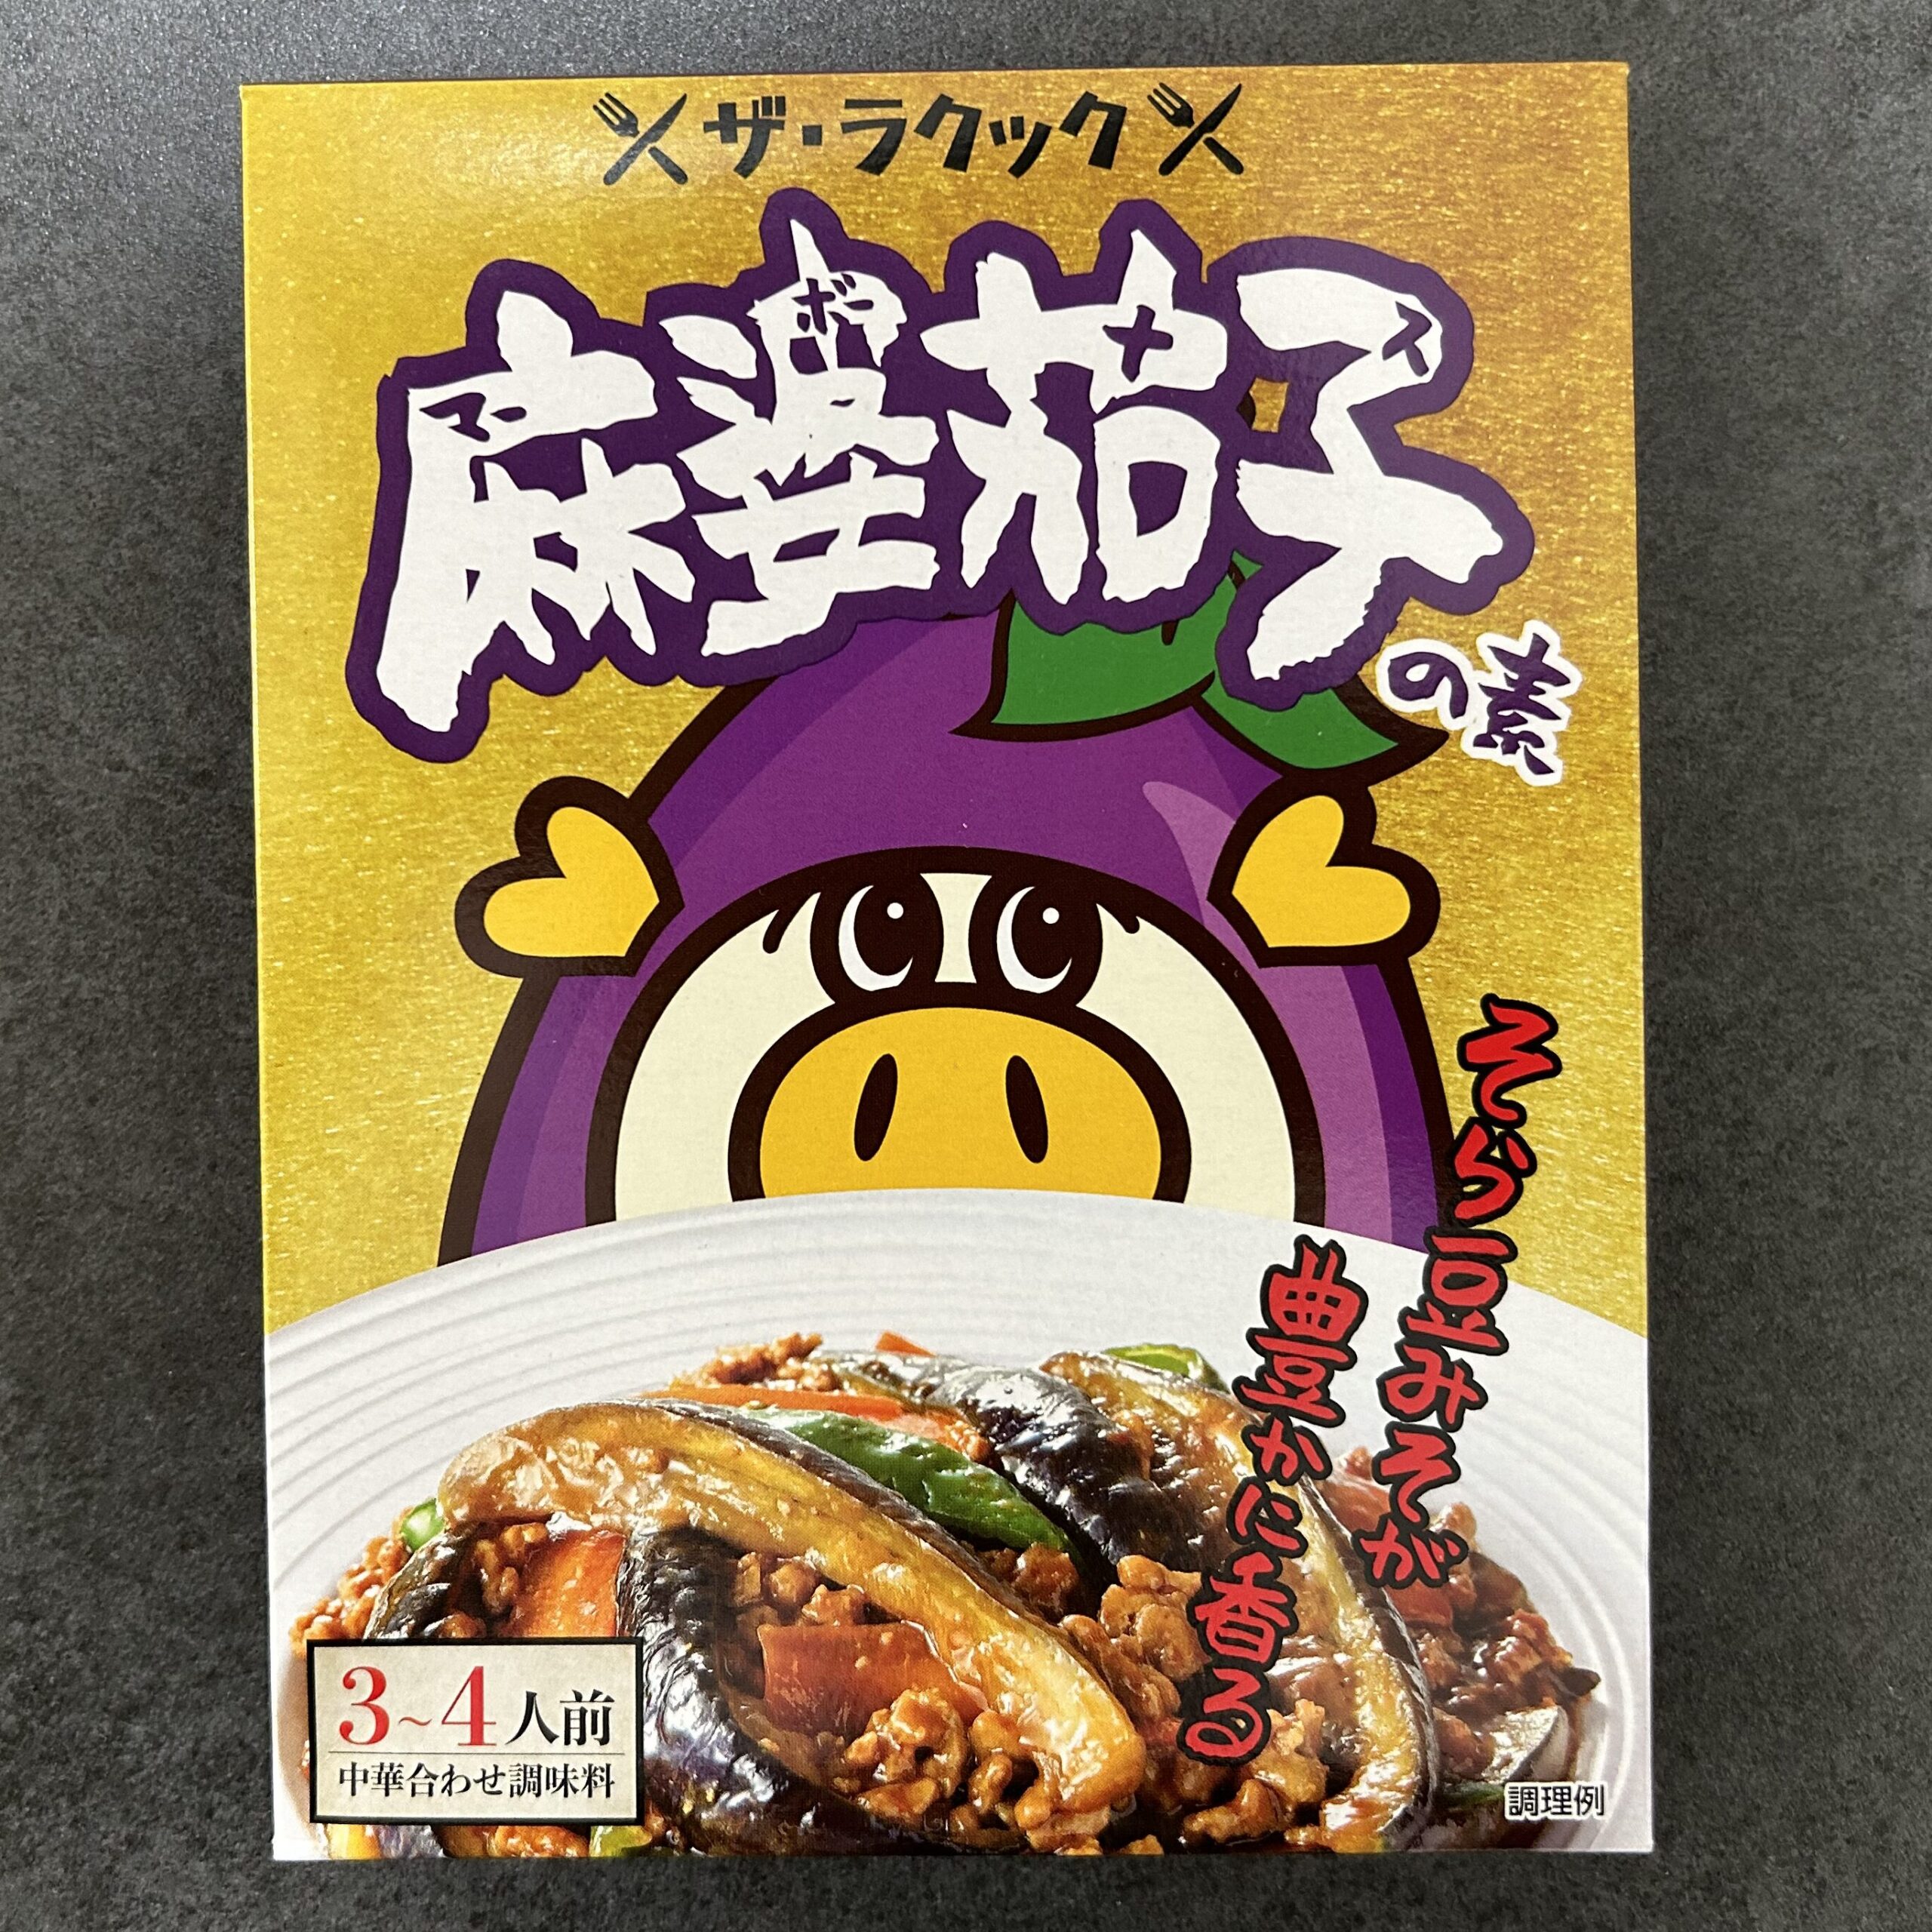 ザ・ラクック
麻婆茄子の素
マーボーナス
そら豆みそが
豊かに香る
3~4人前
中華合わせ調味料
調理例